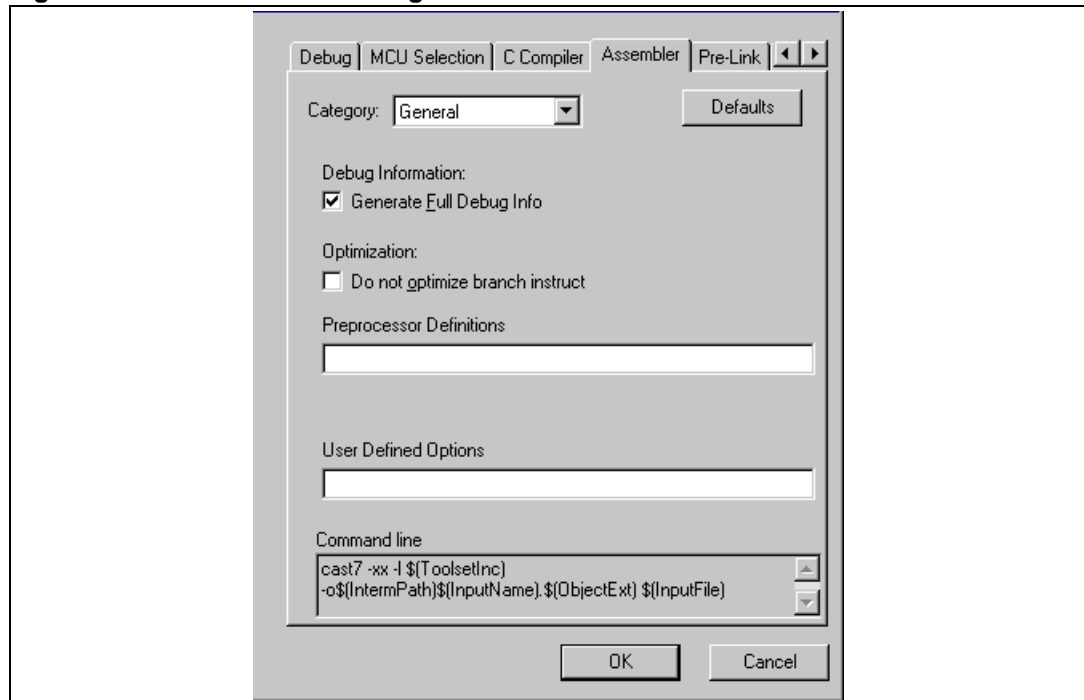 Debug MCU Selection C Compiler Assembler Pre-Link
Category: General Defaults
Debug Information:
Generate Full Debug Info
Optimization:
Do not optimize branch instruct
Preprocessor Definitions
User Defined Options
Command line
cast7 -xx -l $(ToolsetInc)
-o$(IntermPath)$(InputName).$(ObjectExt) $(InputFile)
OK Cancel